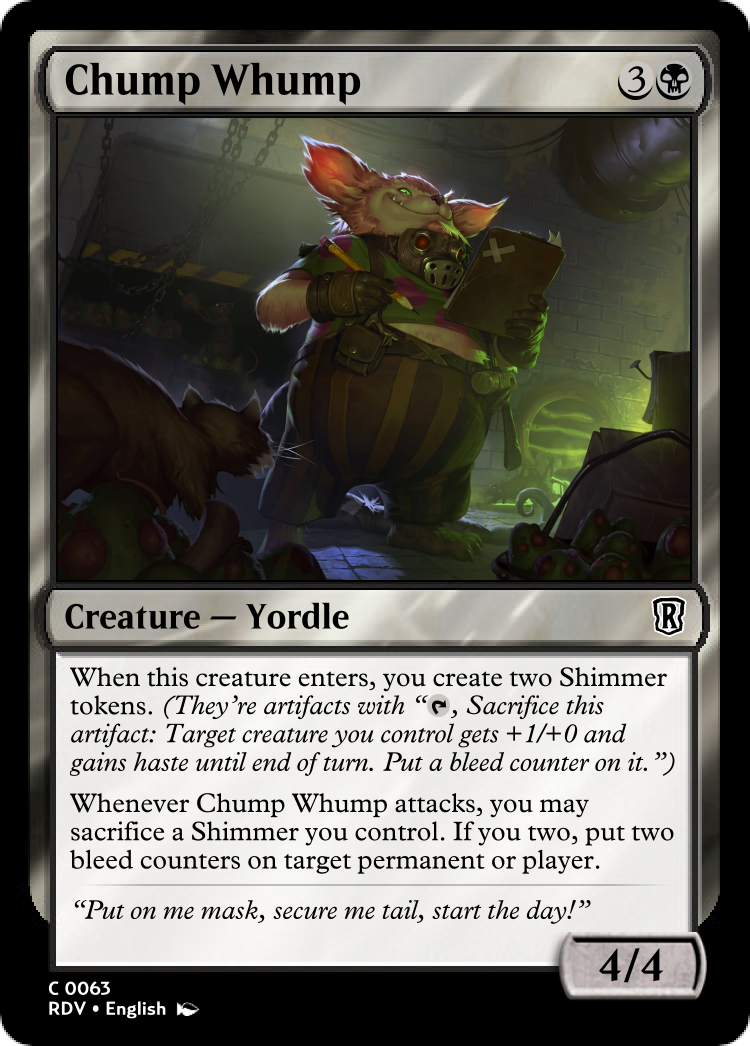 Chump Whump
3
Creature — Yordle
R
When this creature enters, you create two Shimmer
tokens. (They’re artifacts with “, Sacrifice this
artifact: Target creature you control gets +1/+0 and
gains haste until end of turn. Put a bleed counter on it.”)
Whenever Chump Whump attacks, you may
sacrifice a Shimmer you control. If you two, put two
bleed counters on target permanent or player.
“Put on me mask, secure me tail, start the day!”
4/4
C 0063
RDV • English